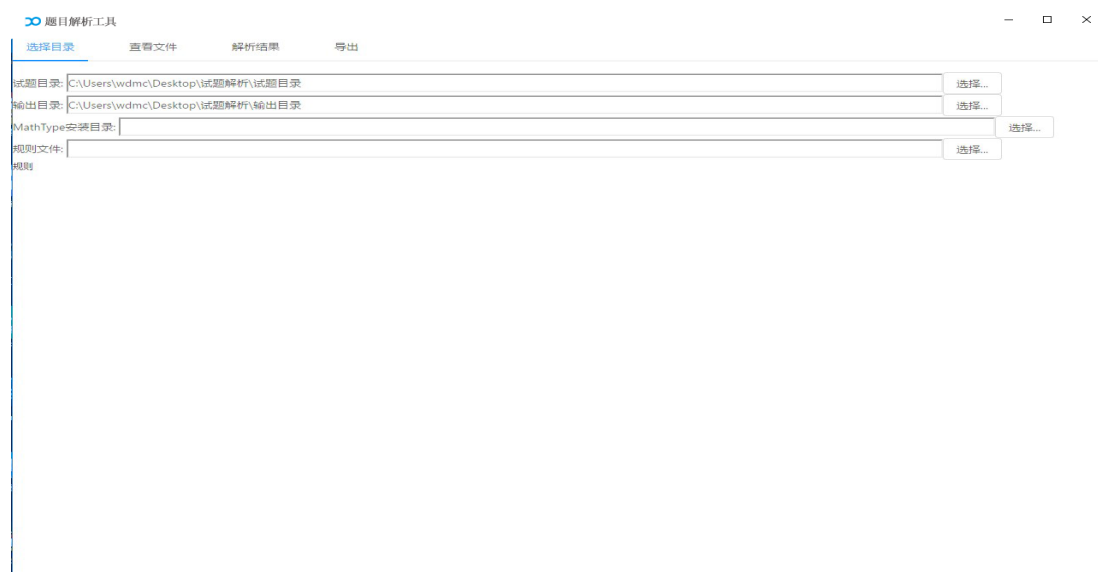 题目解析工具
选择目录 查看文件 解析结果 导出
试题目录: C:\Users\wdmc\Desktop\试题解析\试题目录 选择...
输出目录: C:\Users\wdmc\Desktop\试题解析\输出目录 选择...
MathType安装目录: 选择...
规则文件: 选择...
规则